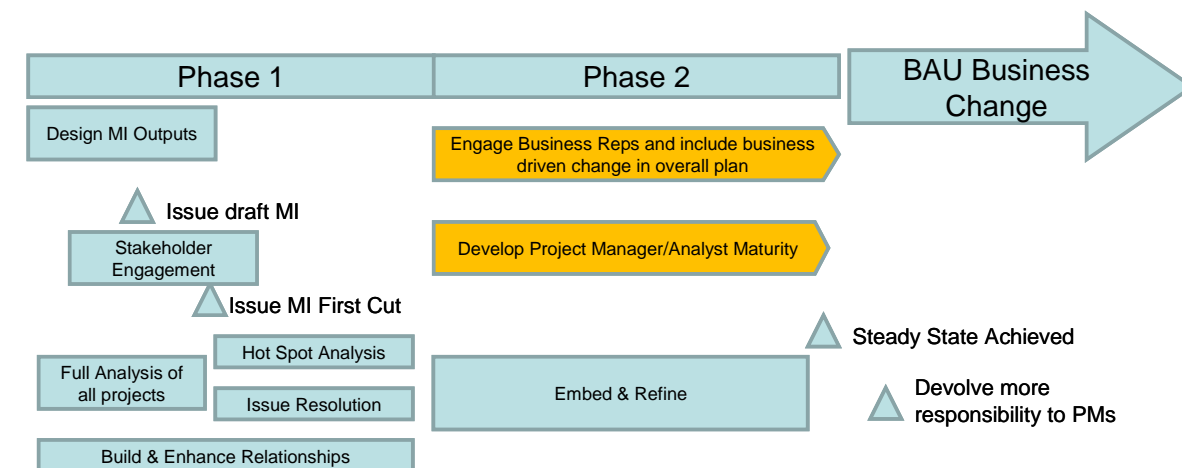 Phase 1
Phase 2
BAU Business
Change
Design MI Outputs
Engage Business Reps and include business
driven change in overall plan
Issue draft MI
Stakeholder
Engagement
Develop Project Manager/Analyst Maturity
Issue MI First Cut
Hot Spot Analysis
Steady State Achieved
Full Analysis of
all projects
Issue Resolution
Embed & Refine
Devolve more
responsibility to PMs
Build & Enhance Relationships